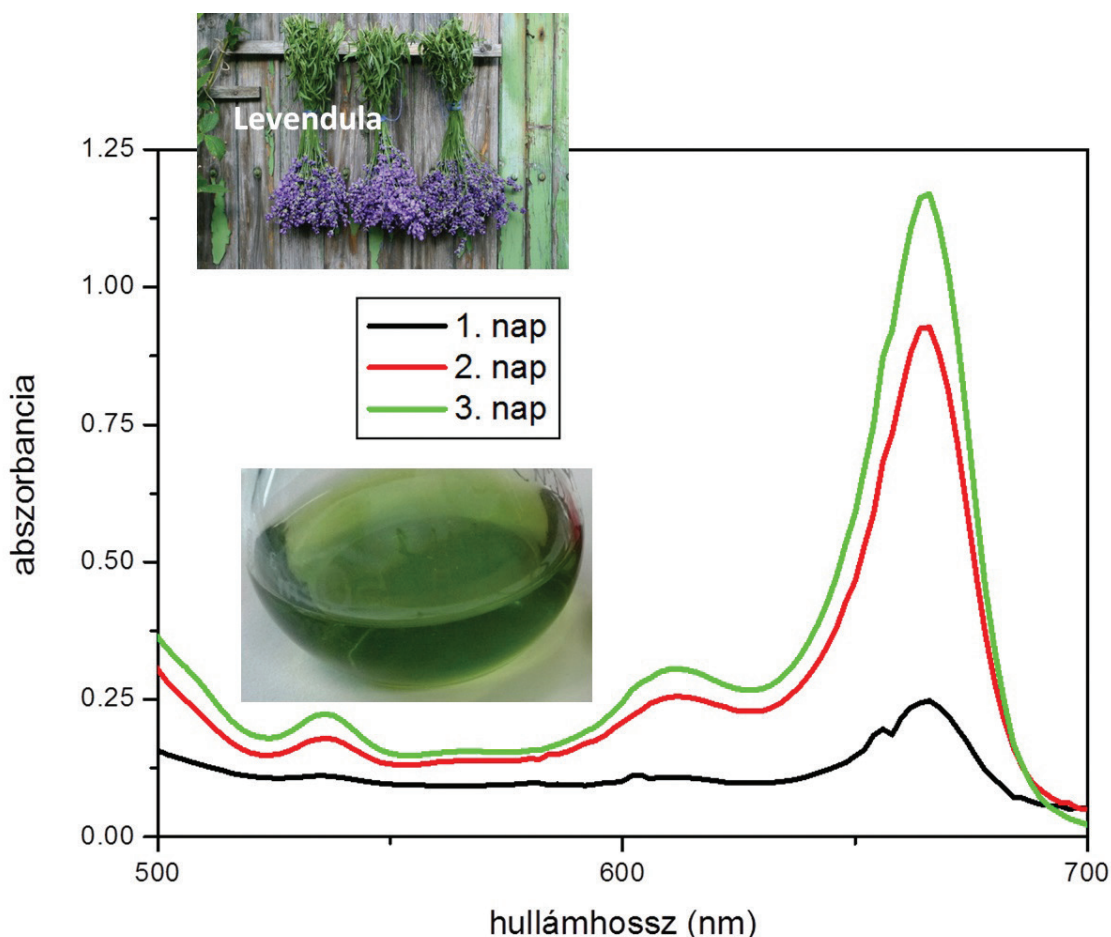 Levendula
1.25
1.00
0.75
0.50
0.25
0.00
abszorbancia
1. nap
2. nap
3. nap
500
600
700
hullámhossz (nm)